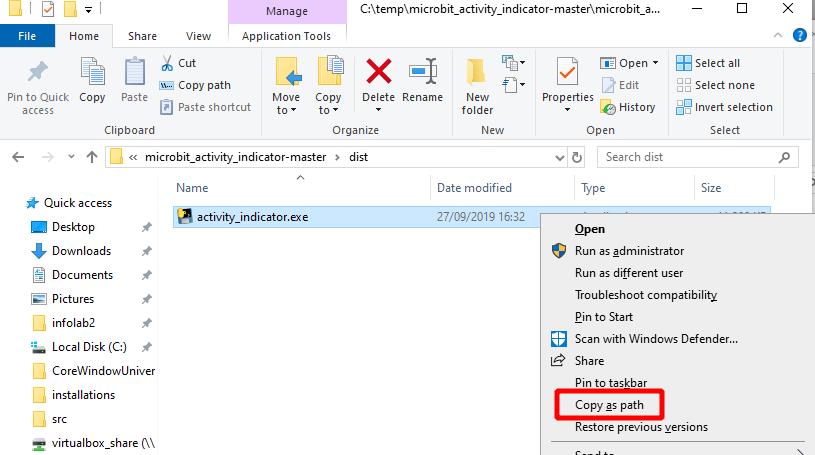 Manage
C:\temp\microbit_activity_indicator-master\microbit_a...
File
Home
Share
View
Application Tools
Pin to Quick
access
Copy
Paste
Cut
Copy path
Paste shortcut
Move
to
Copy
to
Delete
Rename
New
folder
Properties
Open
Edit
History
Select all
Select none
Invert selection
Clipboard
Organize
New
Open
Select
« microbit_activity_indicator-master > dist
Search dist
Name
Date modified
Type
Size
Quick access
Desktop
Downloads
Documents
Pictures
infolab2
Local Disk (C:)
CoreWindowUniver
installations
src
virtualbox_share (\\
activity_indicator.exe
27/09/2019 16:32
Open
Run as administrator
Run as different user
Troubleshoot compatibility
Pin to Start
Scan with Windows Defender...
Share
Pin to taskbar
Copy as path
Restore previous versions
Send to